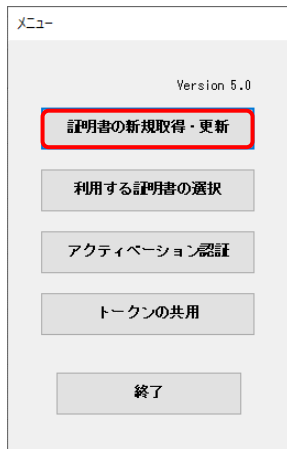 メニュー
Version 5.0
証明書の新規取得・更新
利用する証明書の選択
アクティベーション認証
トークンの共用
終了